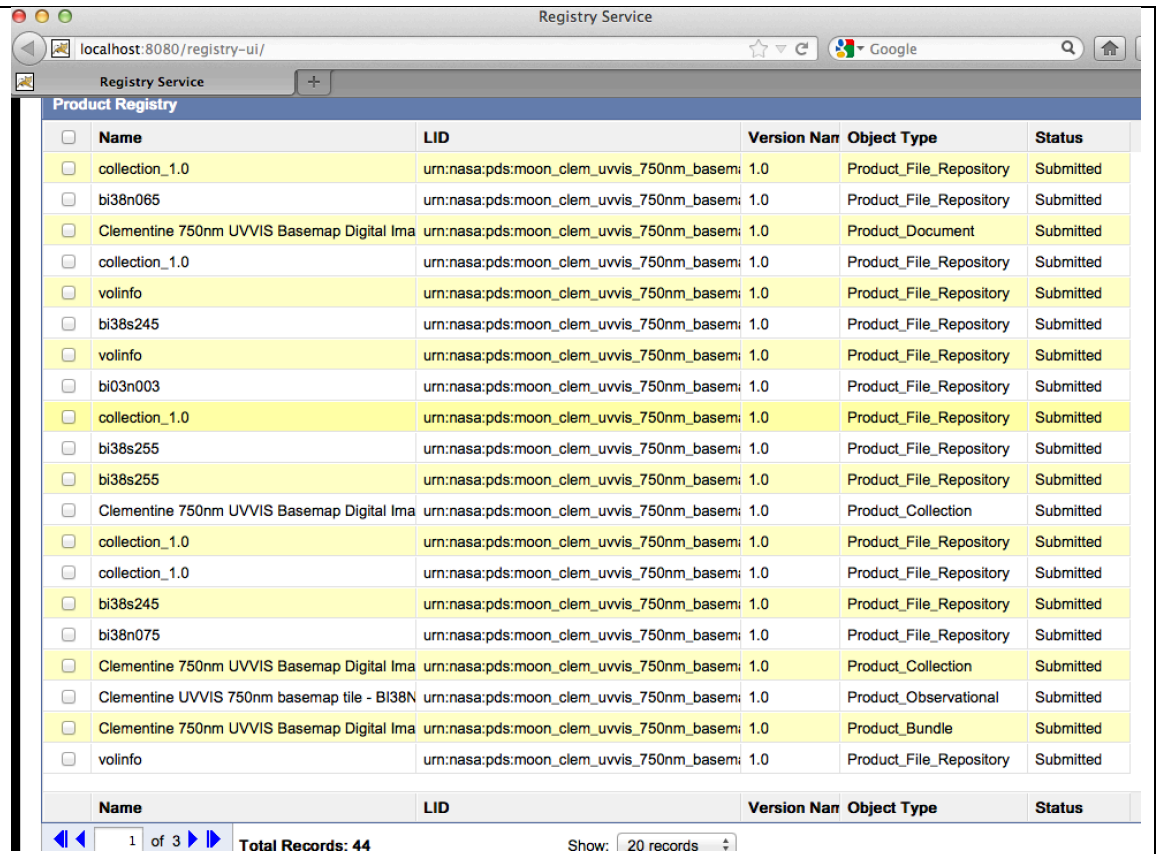 Registry Service
localhost:8080/registry-ui/ Google
Registry Service
Product Registry
Name LID Version Nam Object Type Status
collection_1.0 urn:nasa:pds:moon_clem_uvvis_750nm_basema 1.0 Product_File_Repository Submitted
bi38n065 urn:nasa:pds:moon_clem_uvvis_750nm_basema 1.0 Product_File_Repository Submitted
Clementine 750nm UVVIS Basemap Digital Ima urn:nasa:pds:moon_clem_uvvis_750nm_basema 1.0 Product_Document Submitted
collection_1.0 urn:nasa:pds:moon_clem_uvvis_750nm_basema 1.0 Product_File_Repository Submitted
volinfo urn:nasa:pds:moon_clem_uvvis_750nm_basema 1.0 Product_File_Repository Submitted
bi38s245 urn:nasa:pds:moon_clem_uvvis_750nm_basema 1.0 Product_File_Repository Submitted
volinfo urn:nasa:pds:moon_clem_uvvis_750nm_basema 1.0 Product_File_Repository Submitted
bi03n003 urn:nasa:pds:moon_clem_uvvis_750nm_basema 1.0 Product_File_Repository Submitted
collection_1.0 urn:nasa:pds:moon_clem_uvvis_750nm_basema 1.0 Product_File_Repository Submitted
bi38s255 urn:nasa:pds:moon_clem_uvvis_750nm_basema 1.0 Product_File_Repository Submitted
bi38s255 urn:nasa:pds:moon_clem_uvvis_750nm_basema 1.0 Product_File_Repository Submitted
Clementine 750nm UVVIS Basemap Digital Ima urn:nasa:pds:moon_clem_uvvis_750nm_basema 1.0 Product_Collection Submitted
collection_1.0 urn:nasa:pds:moon_clem_uvvis_750nm_basema 1.0 Product_File_Repository Submitted
collection_1.0 urn:nasa:pds:moon_clem_uvvis_750nm_basema 1.0 Product_File_Repository Submitted
bi38s245 urn:nasa:pds:moon_clem_uvvis_750nm_basema 1.0 Product_File_Repository Submitted
bi38n075 urn:nasa:pds:moon_clem_uvvis_750nm_basema 1.0 Product_File_Repository Submitted
Clementine 750nm UVVIS Basemap Digital Ima urn:nasa:pds:moon_clem_uvvis_750nm_basema 1.0 Product_Collection Submitted
Clementine UVVIS 750nm basemap tile - BI38N urn:nasa:pds:moon_clem_uvvis_750nm_basema 1.0 Product_Observational Submitted
Clementine 750nm UVVIS Basemap Digital Ima urn:nasa:pds:moon_clem_uvvis_750nm_basema 1.0 Product_Bundle Submitted
volinfo urn:nasa:pds:moon_clem_uvvis_750nm_basema 1.0 Product_File_Repository Submitted
Name LID Version Nam Object Type Status
1 of 3 Total Records: 44 Show: 20 records